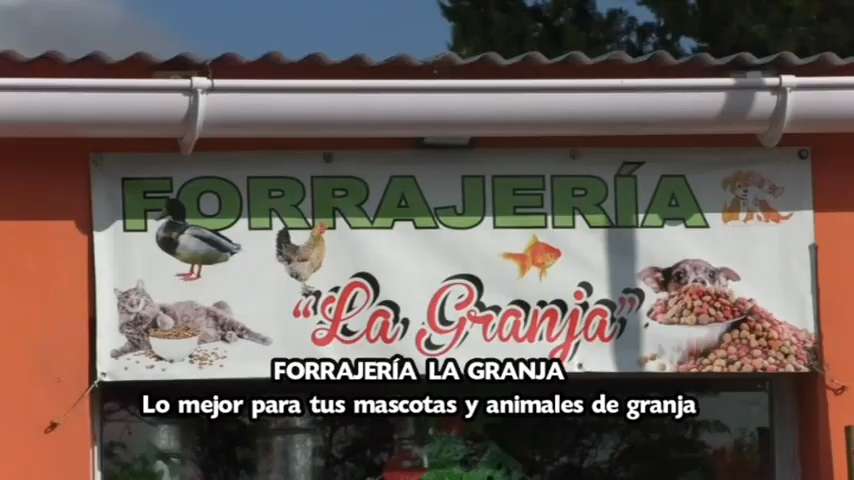 FORRAJERÍA
"La Granja"
FORRAJERÍA LA GRANJA
Lo mejor para tus mascotas y animales de granja